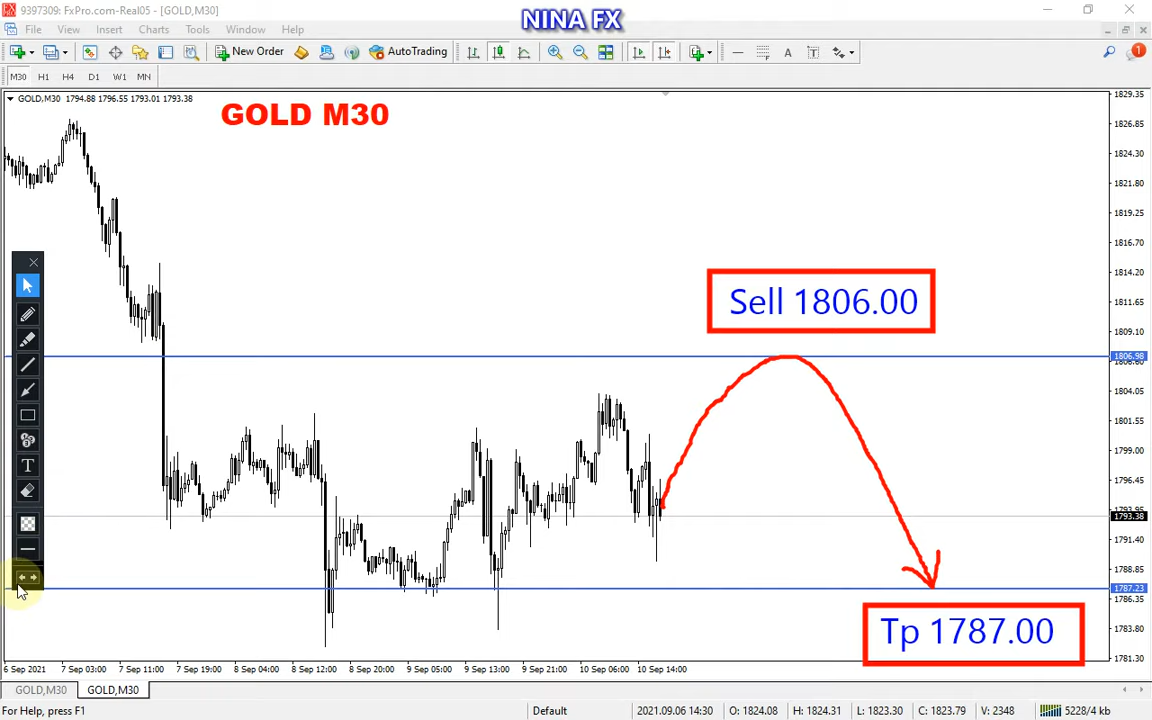 9397309: FxPro.com-Real05 - [GOLD,M30]
NINA FX
File View Insert Charts Tools Window Help
New Order AutoTrading
1
M30 H1 H4 D1 W1 MN
GOLD,M30 1794.88 1796.55 1793.01 1793.38
GOLD M30
1829.35
1826.85
1824.30
1821.80
1819.25
1816.70
1814.20
1811.65
1809.10
Sell 1806.00
1806.98
1804.05
1801.55
1799.00
1796.45
1793.38
1791.40
1788.85
1787.23
1786.35
Tp 1787.00
1783.80
1781.30
6 Sep 2021 7 Sep 03:00 7 Sep 11:00 7 Sep 19:00 8 Sep 04:00 8 Sep 12:00 8 Sep 20:00 9 Sep 05:00 9 Sep 13:00 9 Sep 21:00 10 Sep 06:00 10 Sep 14:00
GOLD,M30 GOLD,M30
For Help, press F1 Default 2021.09.06 14:30 O: 1824.08 H: 1824.31 L: 1823.30 C: 1823.79 V: 2348 5228/4 kb